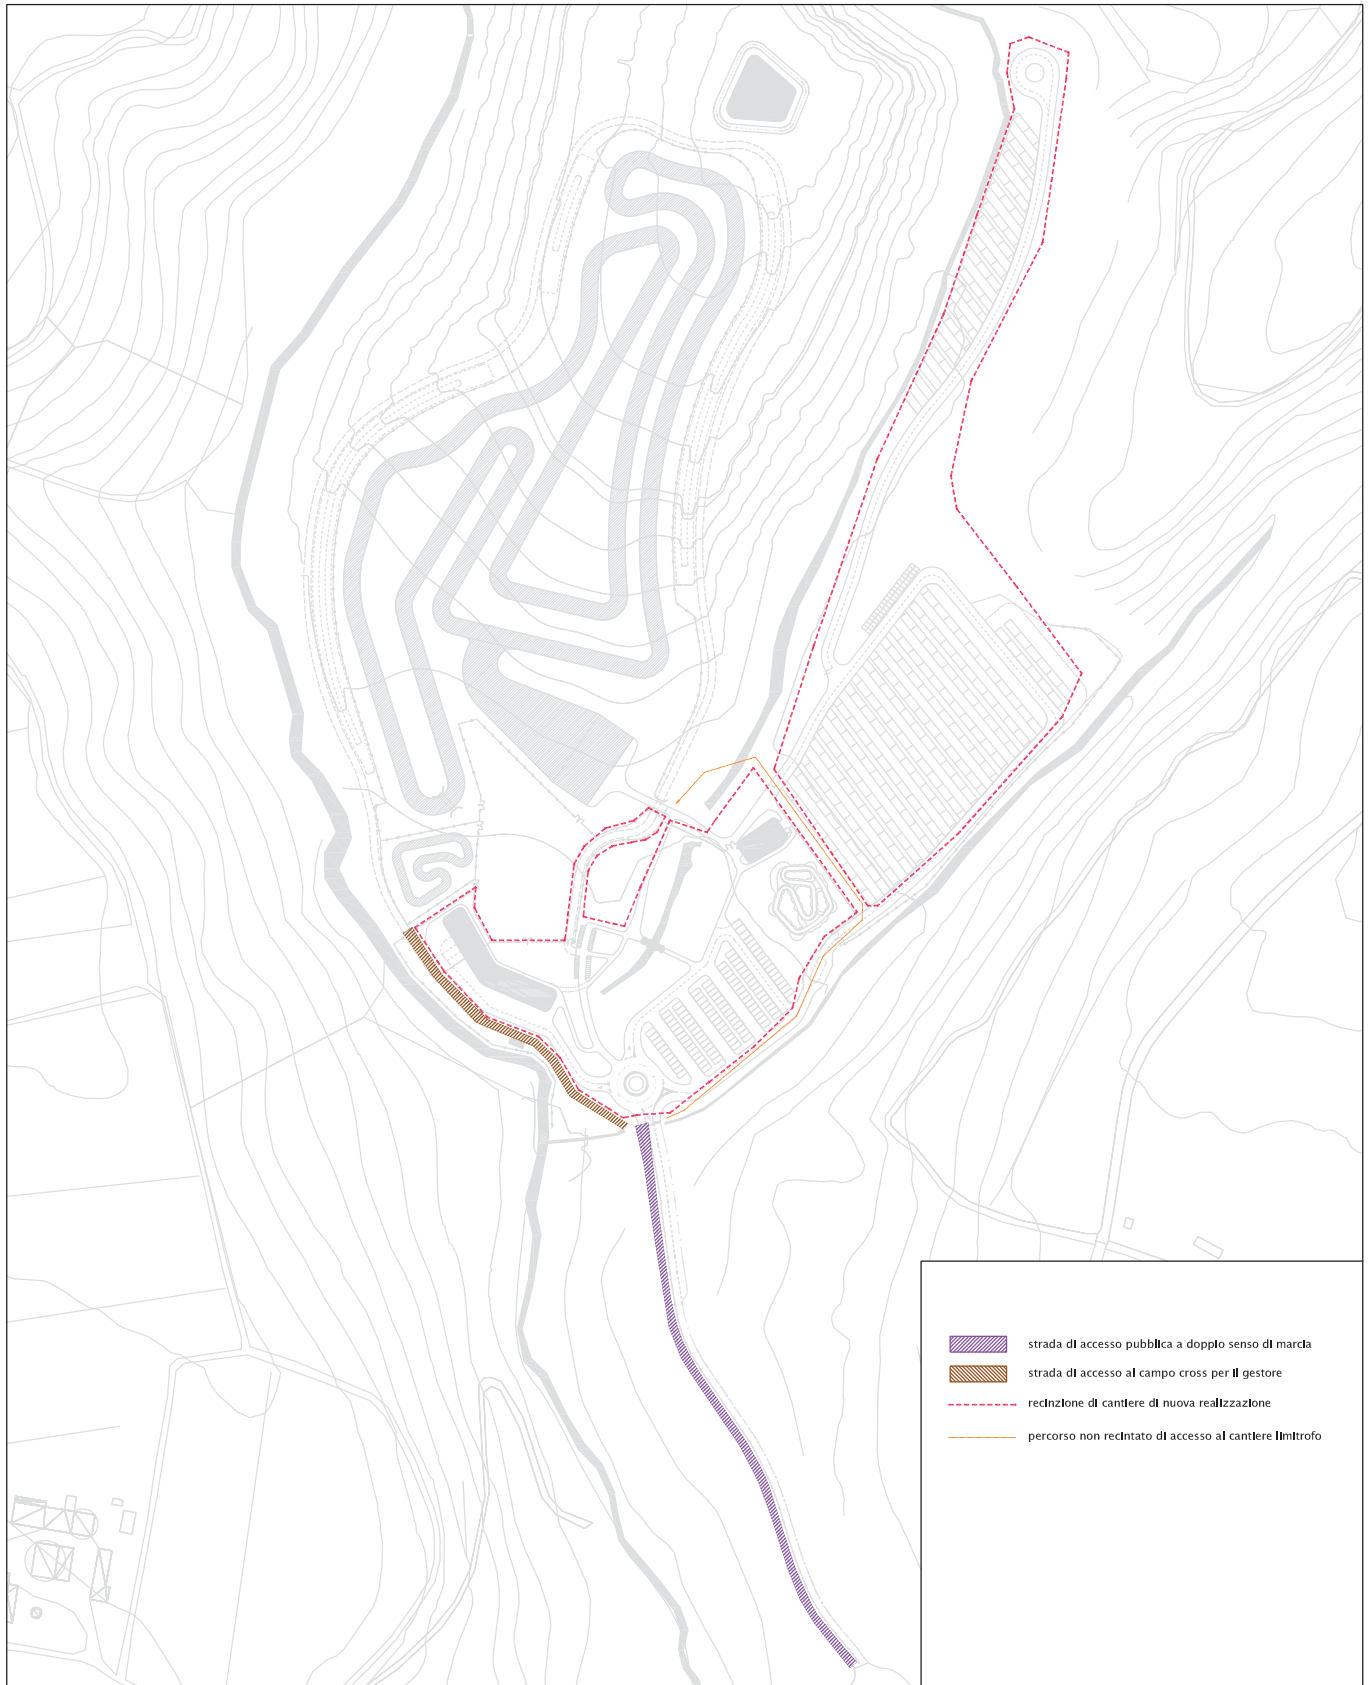 strada di accesso pubblica a doppio senso di marcia
strada di accesso al campo cross per il gestore
recinzione di cantiere di nuova realizzazione
percorso non recintato di accesso al cantiere limitrofo